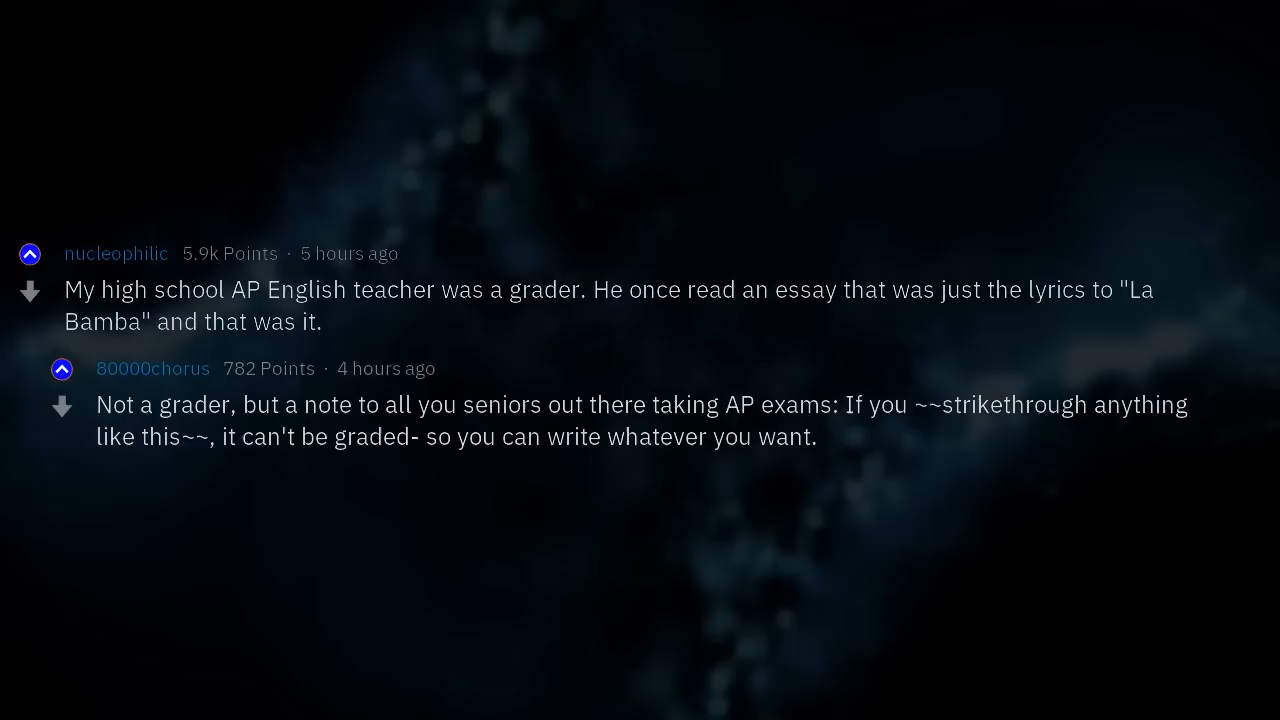 nucleophilic 5.9k Points · 5 hours ago
My high school AP English teacher was a grader. He once read an essay that was just the lyrics to "La
Bamba" and that was it.
80000chorus 782 Points · 4 hours ago
Not a grader, but a note to all you seniors out there taking AP exams: If you ~~strikethrough anything
like this~~, it can't be graded- so you can write whatever you want.